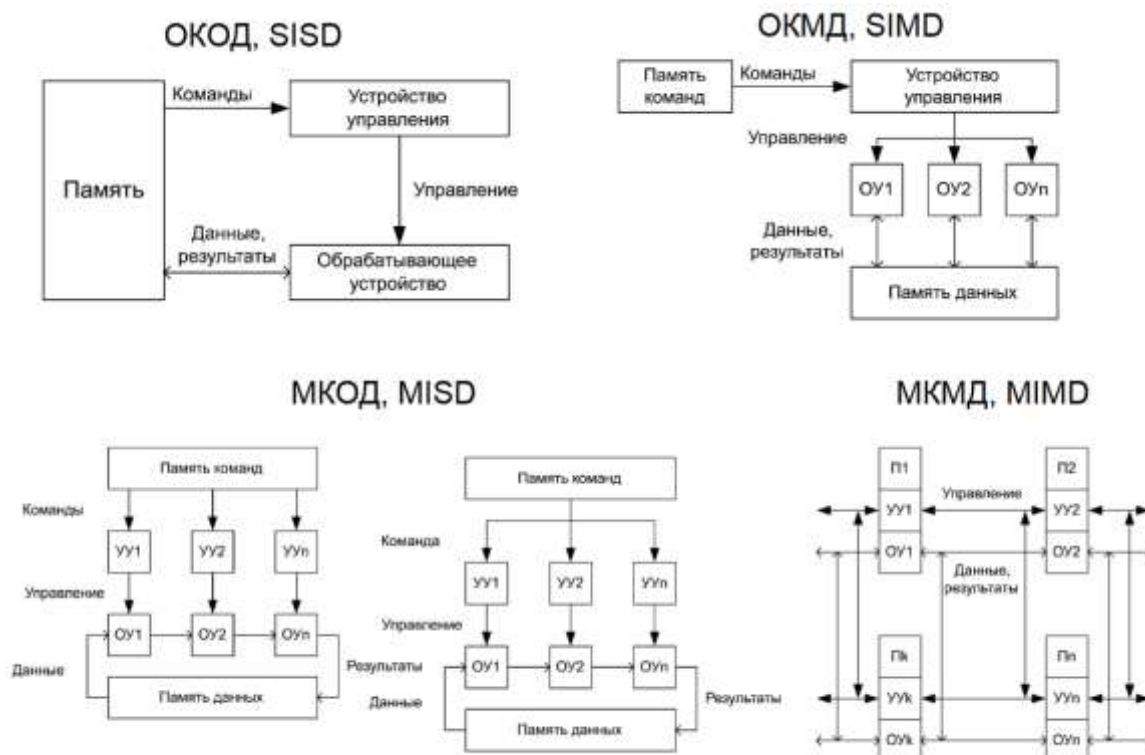 ОКОД, SISD
Память
Команды
Устройство
управления
Управление
Данные,
результаты
Обрабатывающее
устройство
ОКМД, SIMD
Память
команд
Команды
Устройство
управления
Управление
ОУ1
ОУ2
ОУn
Данные,
результаты
Память данных
МКОД, MISD
Память команд
Команды
УУ1
УУ2
УУn
Управление
ОУ1
ОУ2
ОУn
Данные
Результаты
Память данных
Память команд
Команда
УУ1
УУ2
УУn
Управление
ОУ1
ОУ2
ОУn
Данные
Результаты
Память данных
МКМД, MIMD
П1
П2
УУ1
Управление
УУ2
ОУ1
ОУ2
Данные,
результаты
Пk
Пn
УУk
УУn
ОУk
ОУn